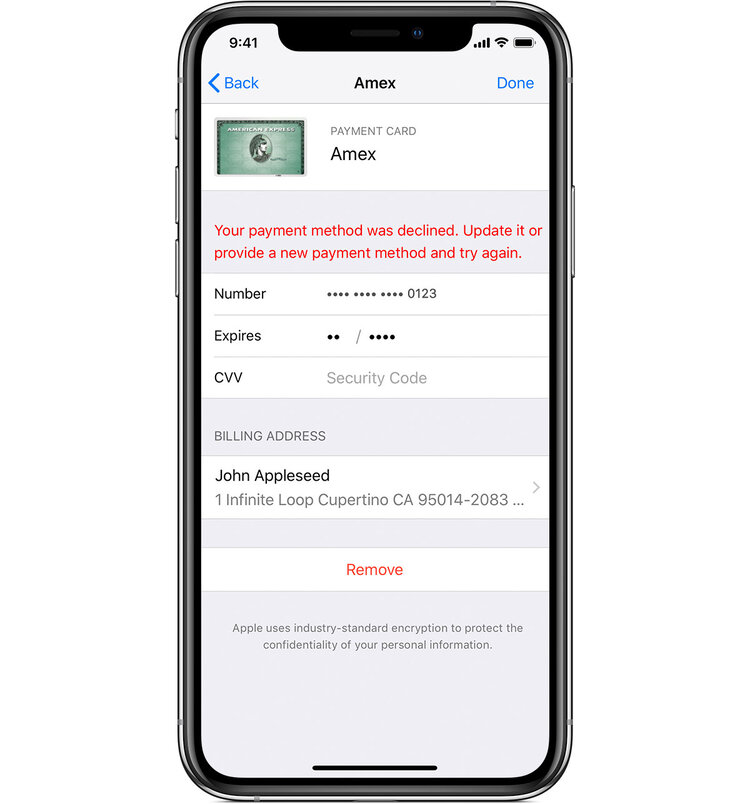 9:41
Back
Amex
Done
AMERICAN EXPRESS
PAYMENT CARD
Amex
Your payment method was declined. Update it or
provide a new payment method and try again.
Number •••• •••• •••• 0123
Expires •• / ••••
CVV Security Code
BILLING ADDRESS
John Appleseed
1 Infinite Loop Cupertino CA 95014-2083 ...
Remove
Apple uses industry-standard encryption to protect the
confidentiality of your personal information.